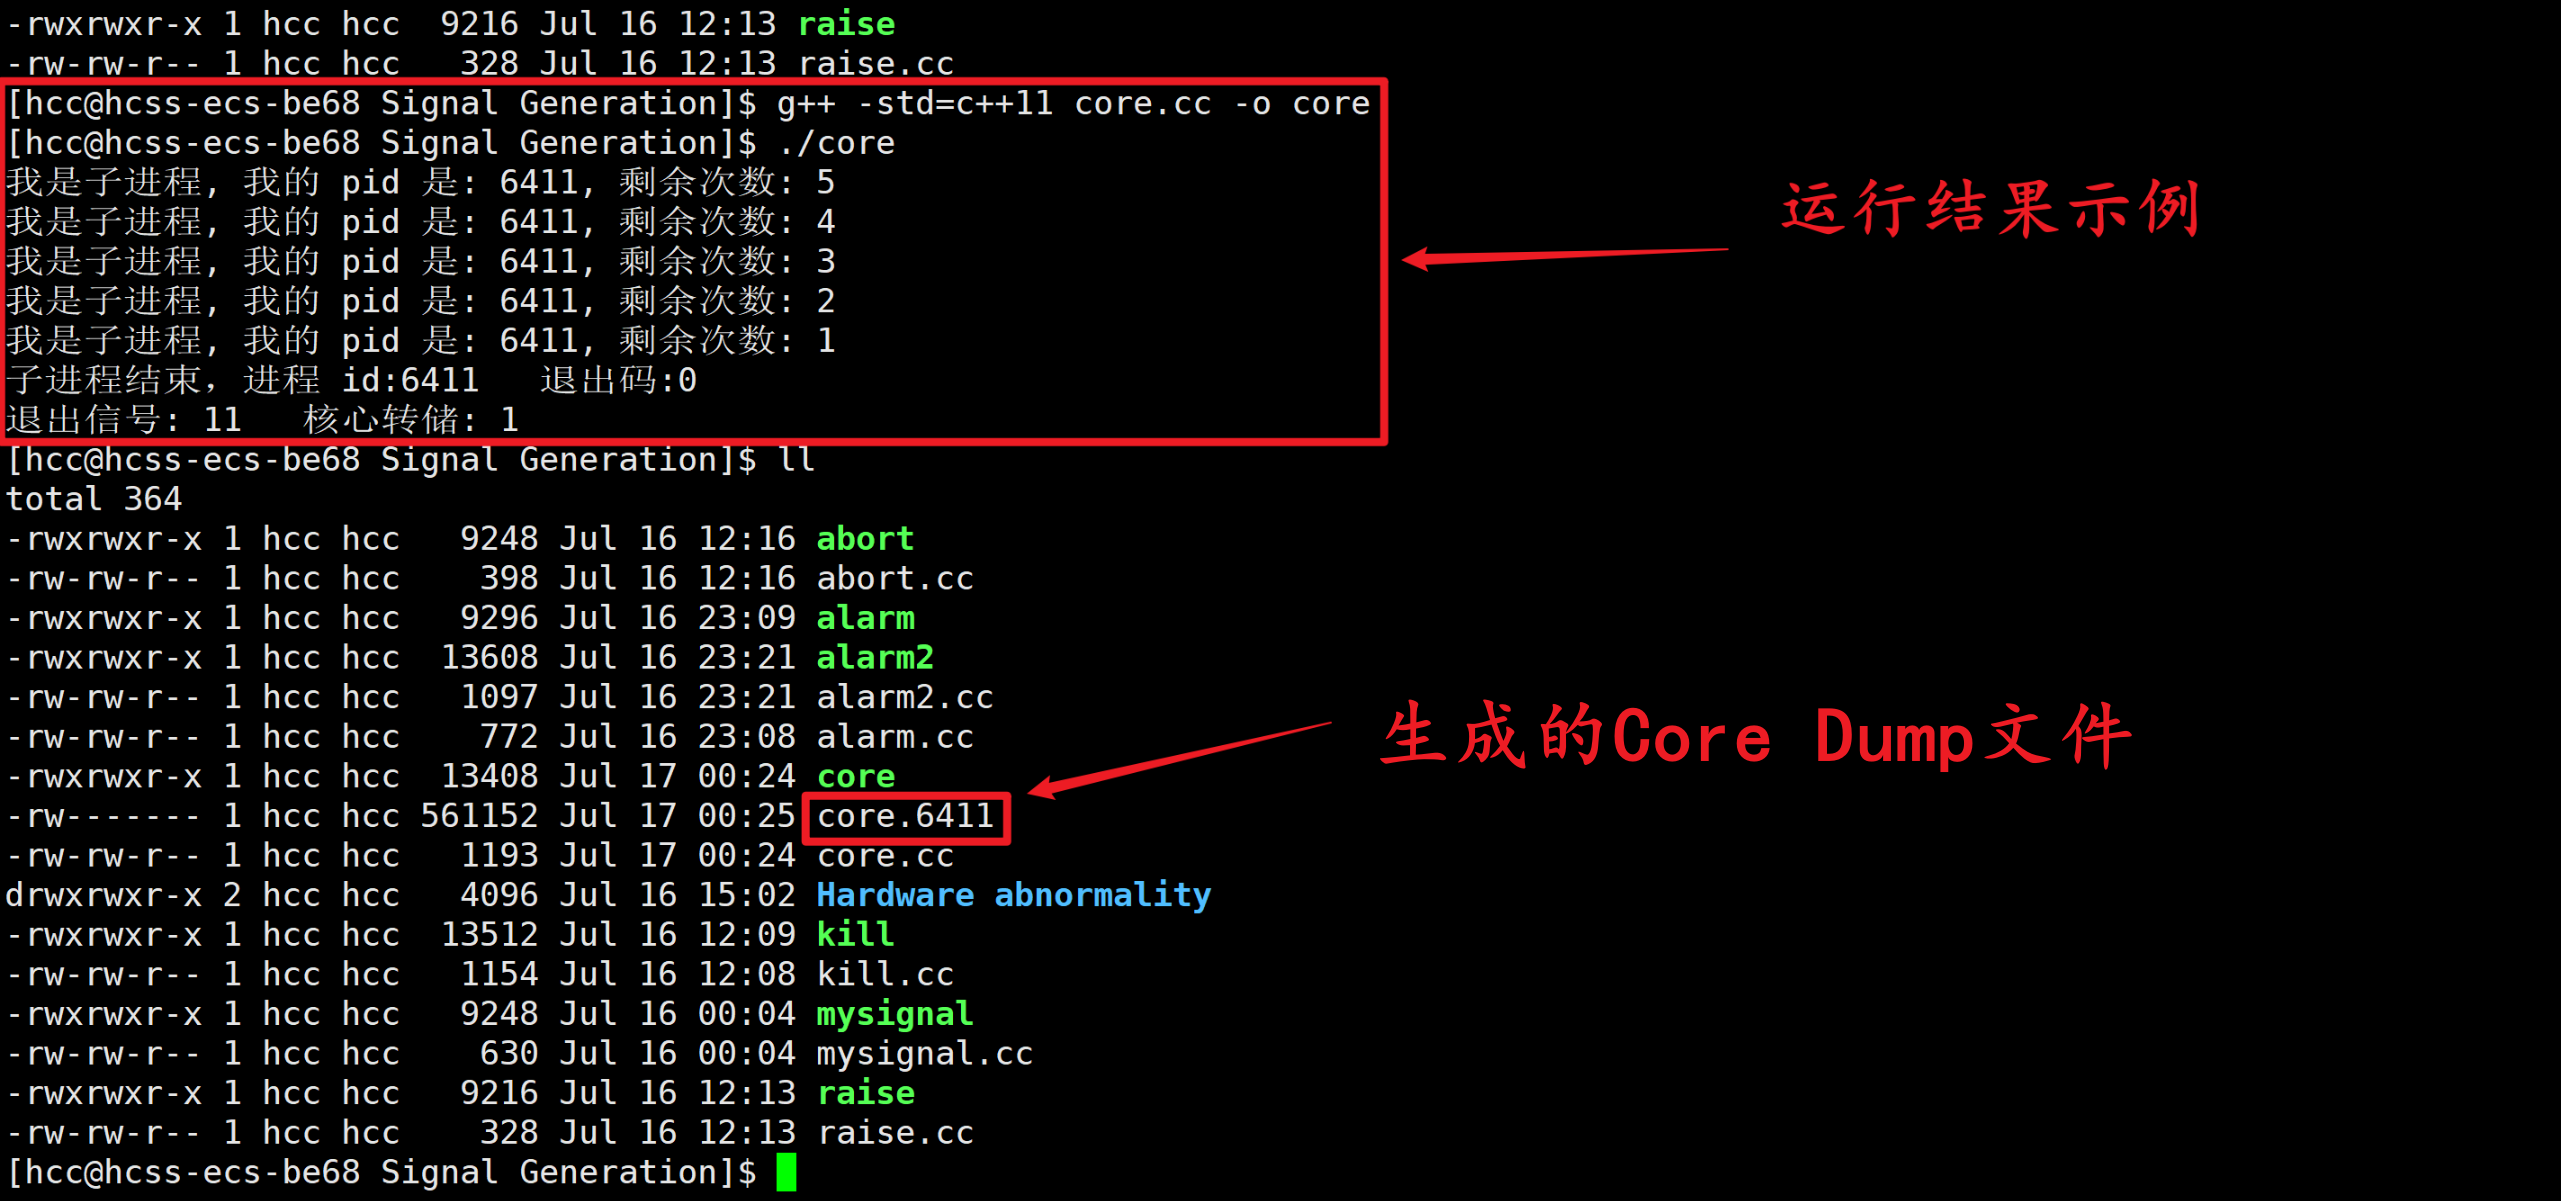 -rwxrwxr-x 1 hcc hcc   9216 Jul 16 12:13 raise
-rw-rw-r-- 1 hcc hcc    328 Jul 16 12:13 raise.cc
[hcc@hcss-ecs-be68 Signal Generation]$ g++ -std=c++11 core.cc -o core
[hcc@hcss-ecs-be68 Signal Generation]$ ./core
我是子进程, 我的 pid 是: 6411, 剩余次数: 5
我是子进程, 我的 pid 是: 6411, 剩余次数: 4
运行结果示例
我是子进程, 我的 pid 是: 6411, 剩余次数: 3
我是子进程, 我的 pid 是: 6411, 剩余次数: 2
我是子进程, 我的 pid 是: 6411, 剩余次数: 1
子进程结束，进程 id:6411   退出码:0
退出信号: 11   核心转储: 1
[hcc@hcss-ecs-be68 Signal Generation]$ ll
total 364
-rwxrwxr-x 1 hcc hcc   9248 Jul 16 12:16 abort
-rw-rw-r-- 1 hcc hcc    398 Jul 16 12:16 abort.cc
-rwxrwxr-x 1 hcc hcc   9296 Jul 16 23:09 alarm
-rwxrwxr-x 1 hcc hcc  13608 Jul 16 23:21 alarm2
-rw-rw-r-- 1 hcc hcc   1097 Jul 16 23:21 alarm2.cc
-rw-rw-r-- 1 hcc hcc    772 Jul 16 23:08 alarm.cc
生成的Core Dump文件
-rwxrwxr-x 1 hcc hcc  13408 Jul 17 00:24 core
-rw------- 1 hcc hcc 561152 Jul 17 00:25 core.6411
-rw-rw-r-- 1 hcc hcc   1193 Jul 17 00:24 core.cc
drwxrwxr-x 2 hcc hcc   4096 Jul 16 15:02 Hardware abnormality
-rwxrwxr-x 1 hcc hcc  13512 Jul 16 12:09 kill
-rw-rw-r-- 1 hcc hcc   1154 Jul 16 12:08 kill.cc
-rwxrwxr-x 1 hcc hcc   9248 Jul 16 00:04 mysignal
-rw-rw-r-- 1 hcc hcc    630 Jul 16 00:04 mysignal.cc
-rwxrwxr-x 1 hcc hcc   9216 Jul 16 12:13 raise
-rw-rw-r-- 1 hcc hcc    328 Jul 16 12:13 raise.cc
[hcc@hcss-ecs-be68 Signal Generation]$